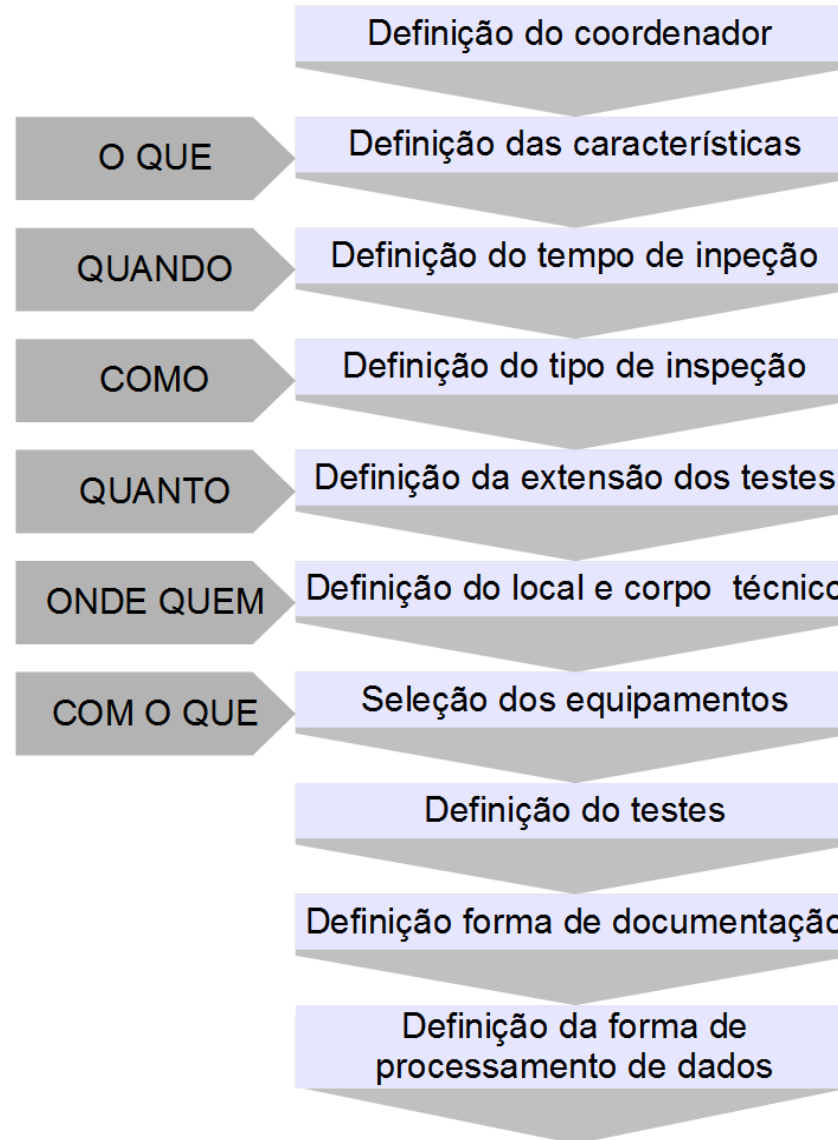 Definição do coordenador
O QUE
Definição das característísticas
QUANDO
Definição do tempo de inpeção
COMO
Definição do tipo de inspeção
QUANTO
Definição da extensão dos testes
ONDE QUEM
Definição do local e corpo técnico
COM O QUE
Seleção dos equipamentos
Definição do testes
Definição forma de documentação
Definição da forma de
processamento de dados